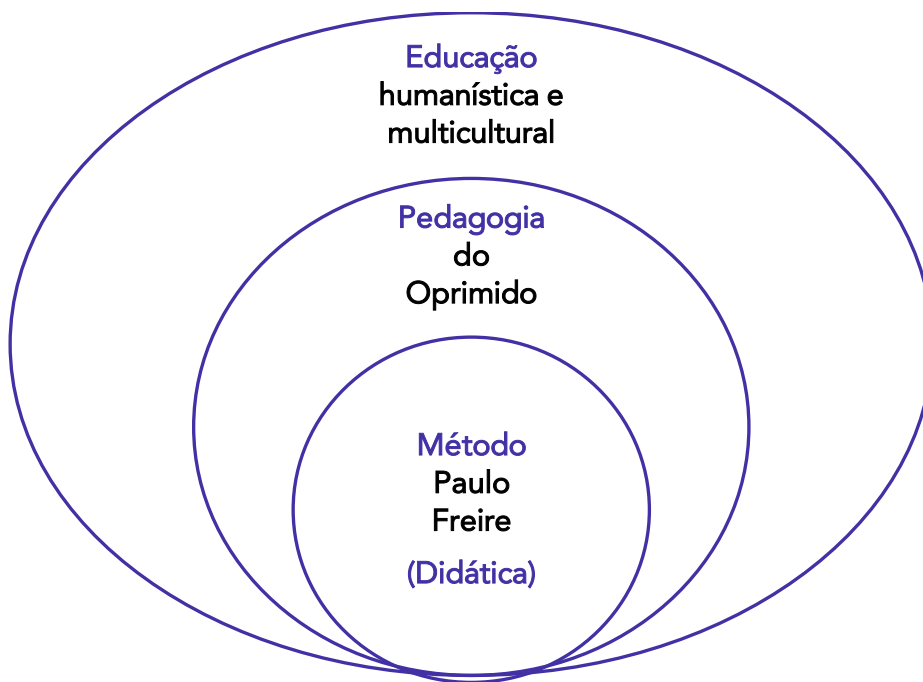 Educação
humanística e
multicultural
Pedagogia
do
Oprimido
Método
Paulo
Freire
(Didática)